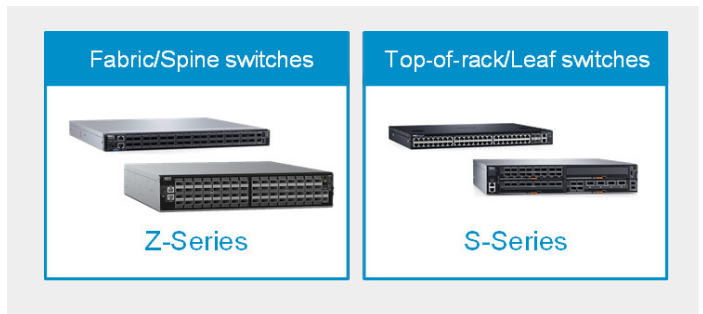 Fabric/Spine switches
Top-of-rack/Leaf switches
Z-Series
S-Series